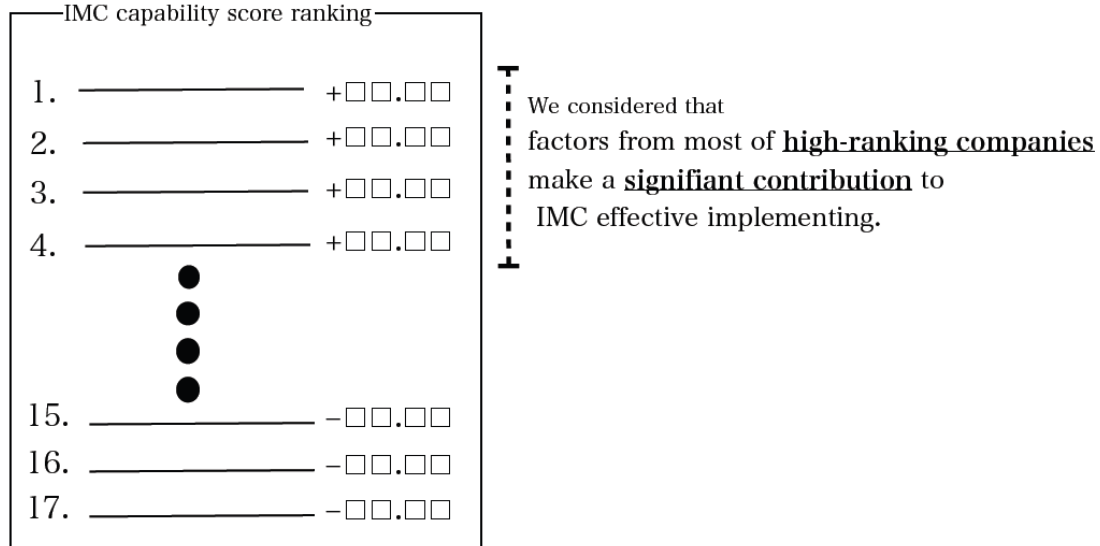 IMC capability score ranking
1. +□□.□□
2. +□□.□□
3. +□□.□□
4. +□□.□□
15. −□□.□□
16. −□□.□□
17. −□□.□□
We considered that
factors from most of high-ranking companies
make a signifiant contribution to
IMC effective implementing.